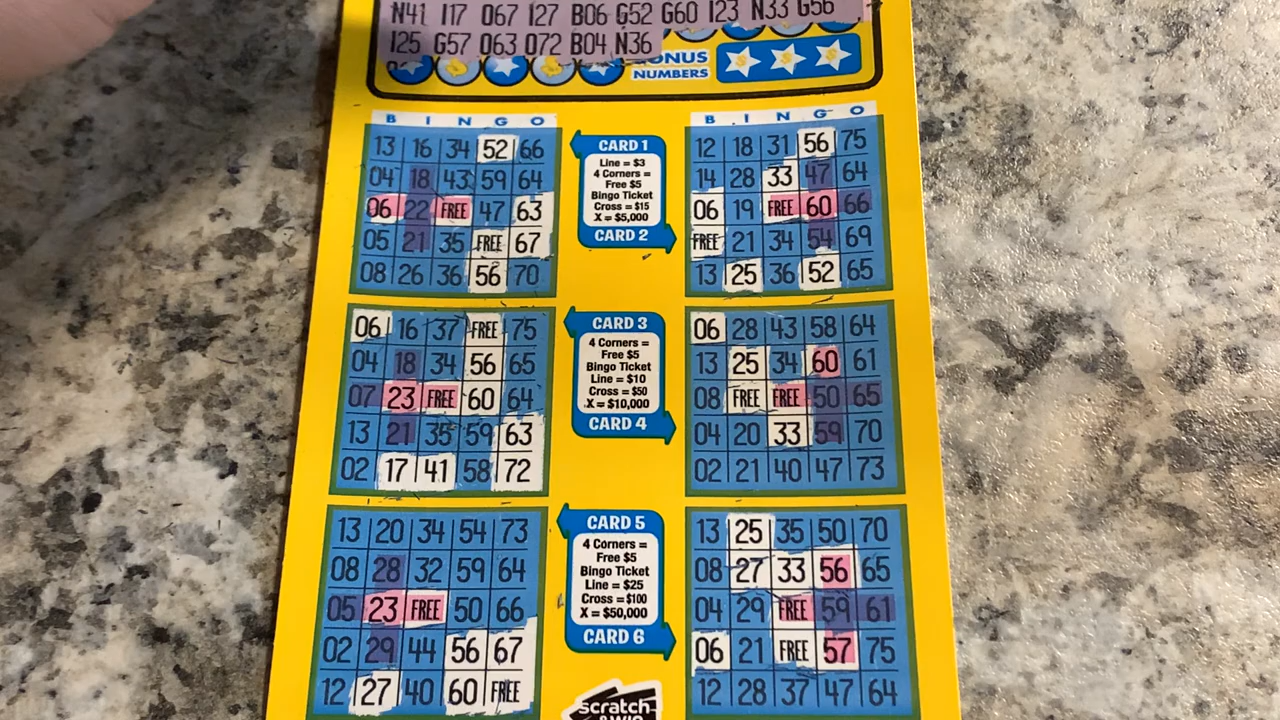 N41 I17 O67 I27 B06 G52 G60 I23 N33 G56
I25 G57 O63 O72 B04 N36
BONUS
NUMBERS
B I N G O
13 16 34 52 66
04 18 43 59 64
06 22 FREE 47 63
05 21 35 FREE 67
08 26 36 56 70
CARD 1
Line = $3
4 Corners =
Free $5
Bingo Ticket
Cross = $15
X = $5,000
CARD 2
B I N G O
12 18 31 56 75
14 28 33 47 64
06 19 FREE 60 66
FREE 21 34 54 69
13 25 36 52 65
06 16 37 FREE 75
04 18 34 56 65
07 23 FREE 60 64
13 21 35 59 63
02 17 41 58 72
CARD 3
4 Corners =
Free $5
Bingo Ticket
Line = $10
Cross = $50
X = $10,000
CARD 4
06 28 43 58 64
13 25 34 60 61
08 FREE FREE 50 65
04 20 33 59 70
02 21 40 47 73
13 20 34 54 73
08 28 32 59 64
05 23 FREE 50 66
02 29 44 56 67
12 27 40 60 FREE
CARD 5
4 Corners =
Free $5
Bingo Ticket
Line = $25
Cross = $100
X = $50,000
CARD 6
13 25 35 50 70
08 27 33 56 65
04 29 FREE 59 61
06 21 FREE 57 75
12 28 37 47 64
scratch
& WIN